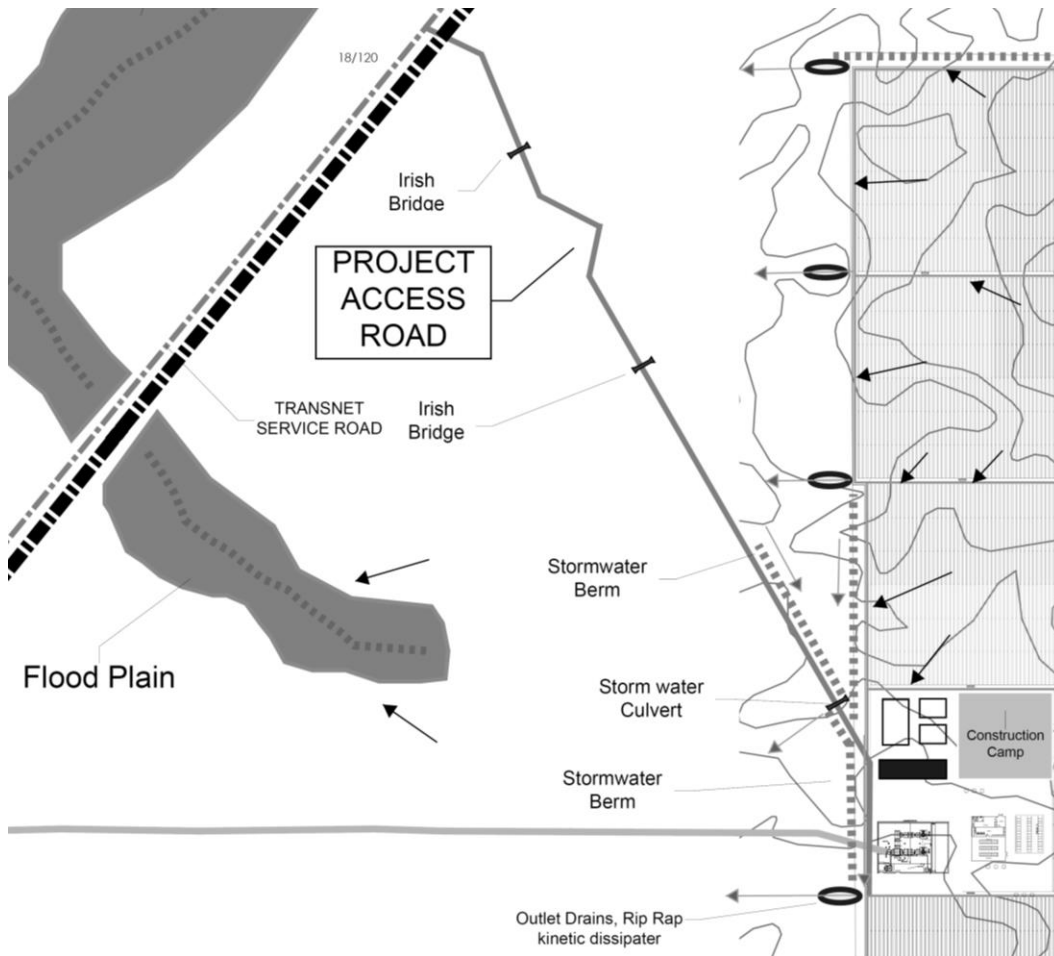 18/120
Irish
Bridge
PROJECT
ACCESS
ROAD
TRANSNET
SERVICE ROAD
Irish
Bridge
Stormwater
Berm
Flood Plain
Storm water
Culvert
Construction
Camp
Stormwater
Berm
Outlet Drains, Rip Rap
kinetic dissipater